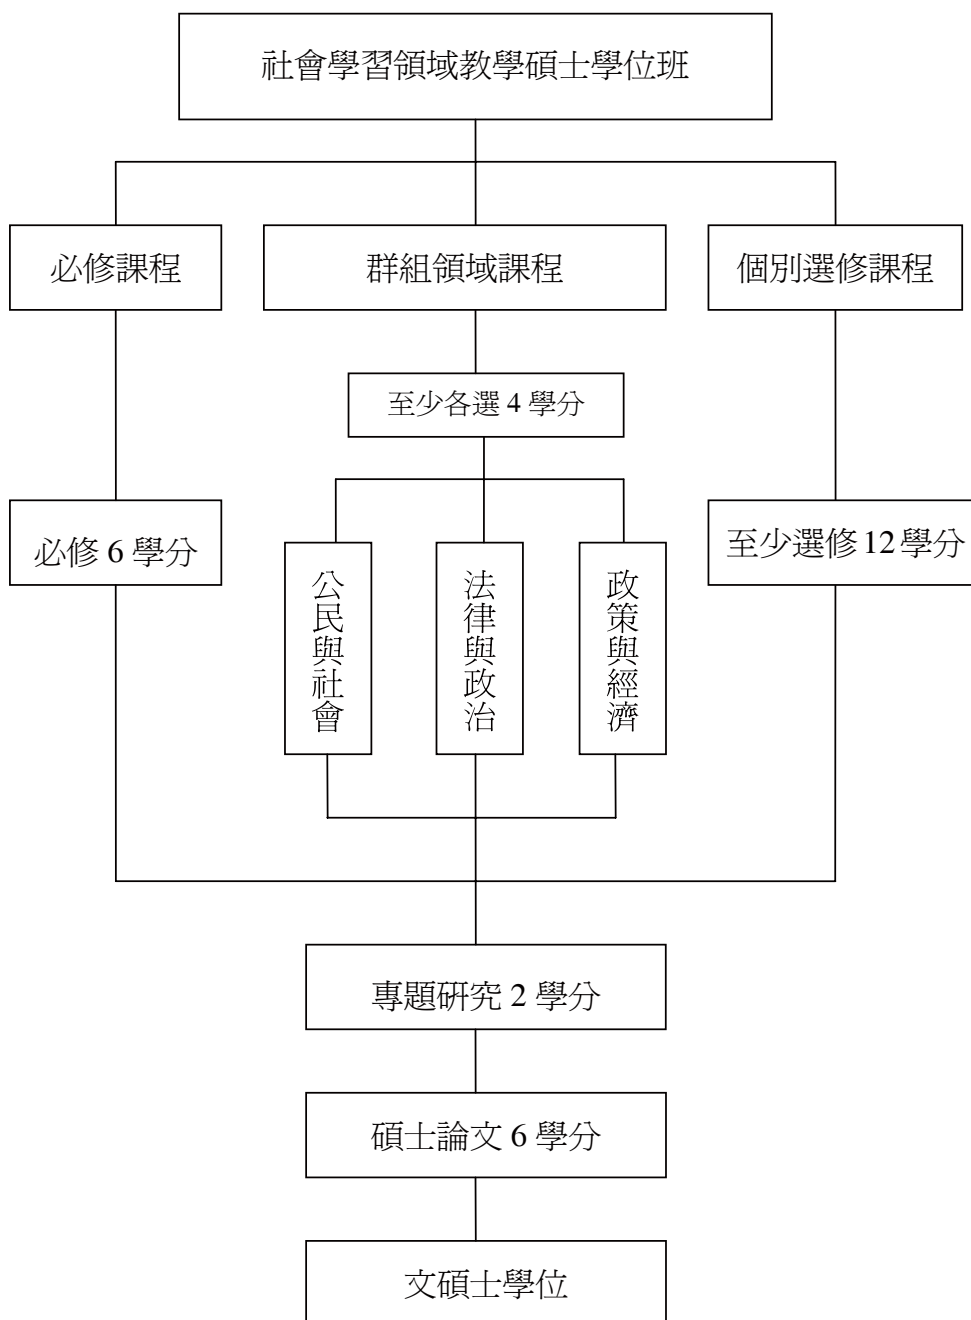 社會學習領域教學碩士學位班
必修課程
群組領域課程
個別選修課程
至少各選 4 學分
必修 6 學分
至少選修 12 學分
公民與社會
法律與政治
政策與經濟
專題研究 2 學分
碩士論文 6 學分
文碩士學位